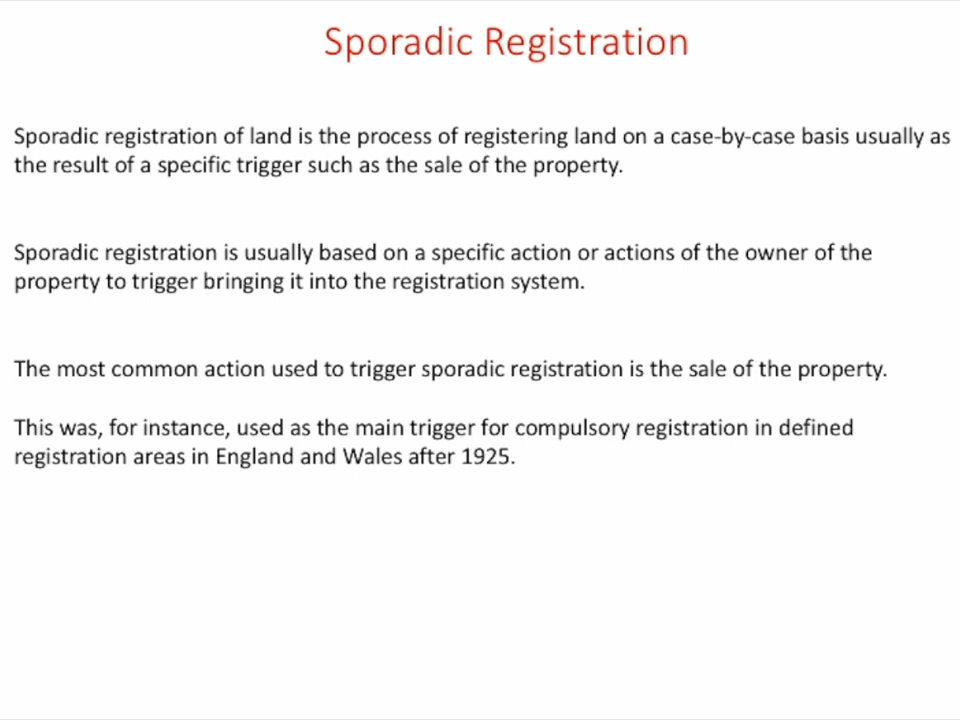 Sporadic Registration
Sporadic registration of land is the process of registering land on a case-by-case basis usually as
the result of a specific trigger such as the sale of the property.
Sporadic registration is usually based on a specific action or actions of the owner of the
property to trigger bringing it into the registration system.
The most common action used to trigger sporadic registration is the sale of the property.
This was, for instance, used as the main trigger for compulsory registration in defined
registration areas in England and Wales after 1925.